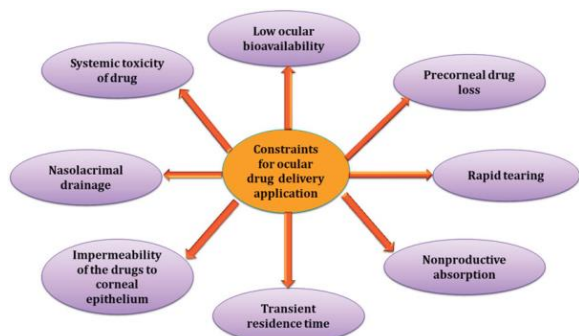 Low ocular
bioavailability
Systemic toxicity
of drug
Precorneal drug
loss
Constraints
for ocular
drug delivery
application
Nasolacrimal
drainage
Rapid tearing
Impermeability
of the drugs to
corneal
epithelium
Nonproductive
absorption
Transient
residence time